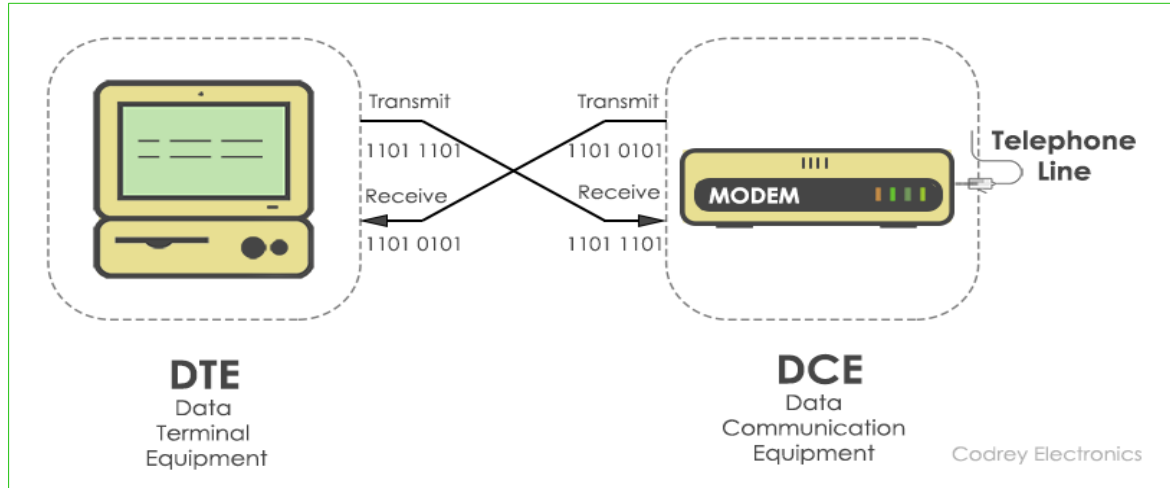 Transmit
Transmit
1101 1101
1101 0101
Receive
Receive
1101 0101
1101 1101
MODEM
Telephone
Line
DTE
Data
Terminal
Equipment
DCE
Data
Communication
Equipment
Codrey Electronics